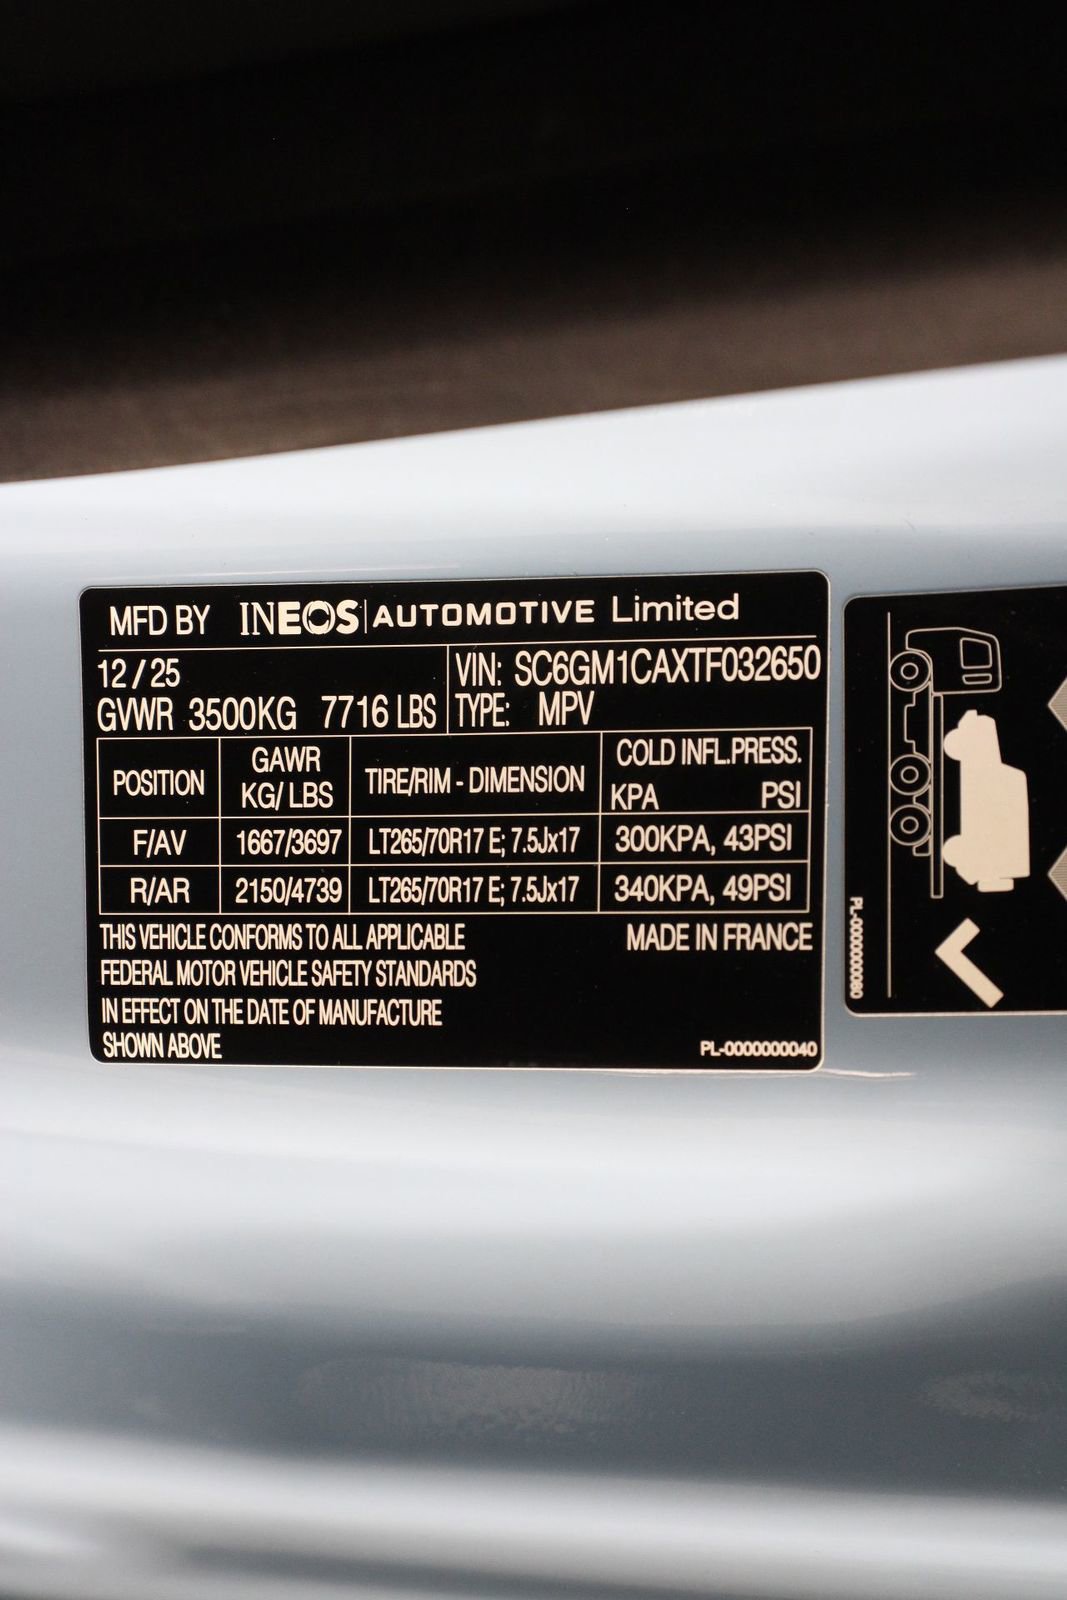 MFD BY INEOS | AUTOMOTIVE Limited
12 / 25
VIN: SC6GM1CAXTF032650
GVWR 3500KG 7716 LBS
TYPE: MPV
POSITION
GAWR
KG/ LBS
TIRE/RIM - DIMENSION
COLD INFL.PRESS.
KPA PSI
F/AV 1667/3697 LT265/70R17 E; 7.5Jx17 300KPA, 43PSI
R/AR 2150/4739 LT265/70R17 E; 7.5Jx17 340KPA, 49PSI
THIS VEHICLE CONFORMS TO ALL APPLICABLE
FEDERAL MOTOR VEHICLE SAFETY STANDARDS
IN EFFECT ON THE DATE OF MANUFACTURE
SHOWN ABOVE
MADE IN FRANCE
PL-0000000040
PL-0000000080